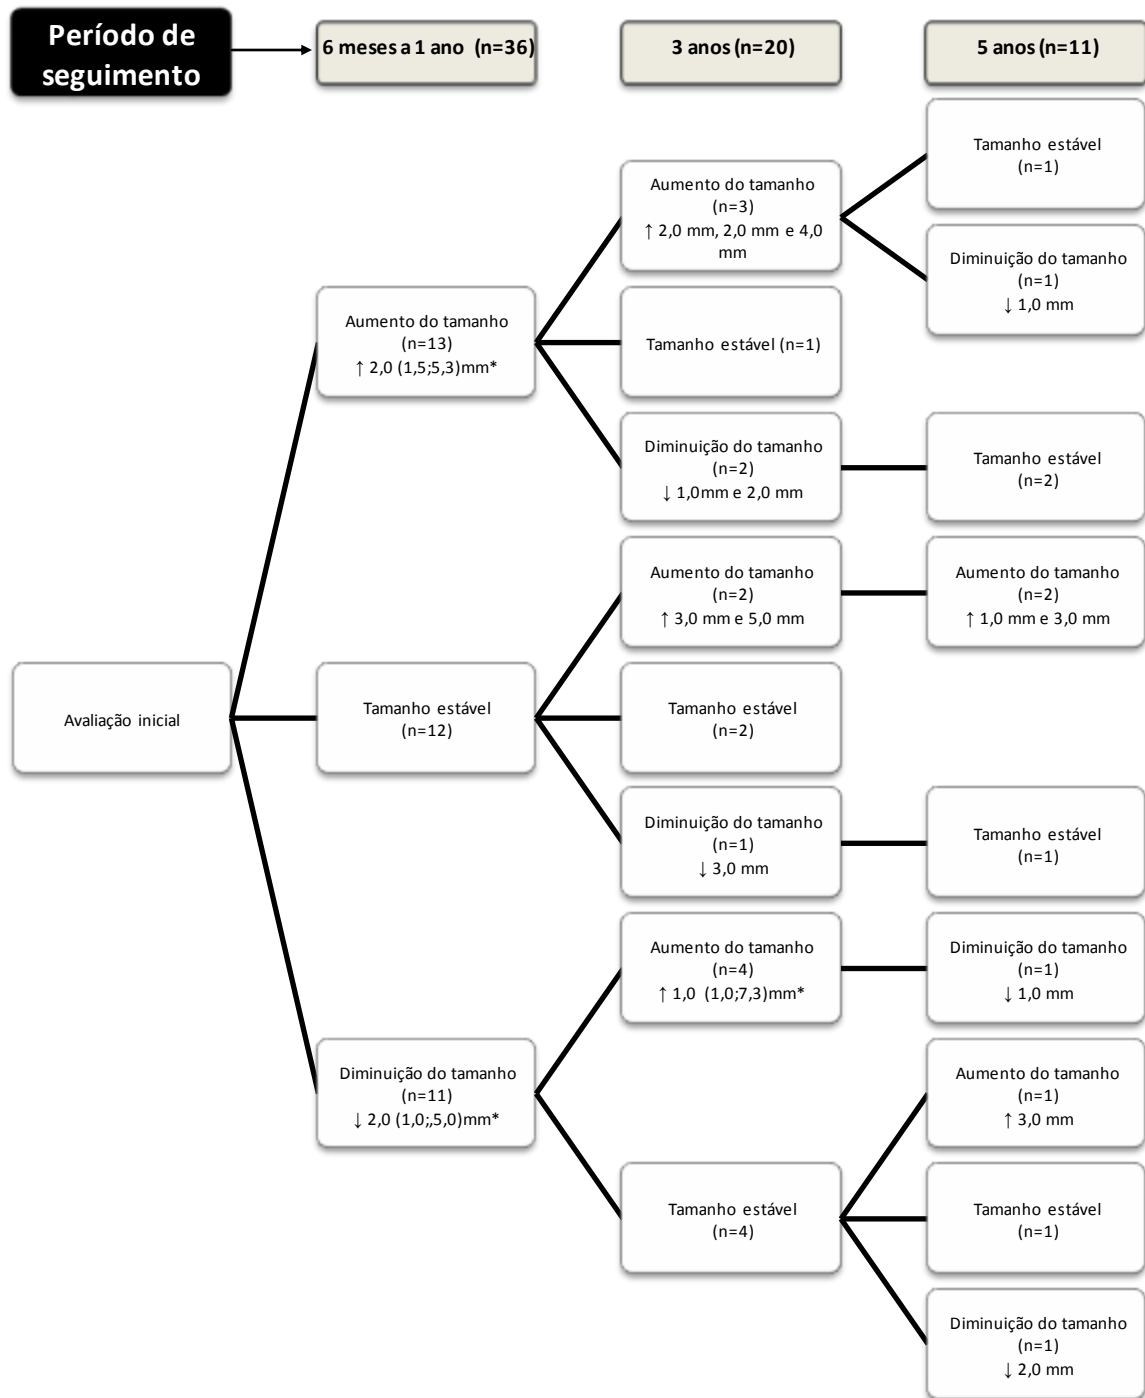 Período de
seguimento
6 meses a 1 ano (n=36)
3 anos (n=20)
5 anos (n=11)
Tamanho estável
(n=1)
Aumento do tamanho
(n=3)
↑ 2,0 mm, 2,0 mm e 4,0
mm
Diminuição do tamanho
(n=1)
↓ 1,0 mm
Aumento do tamanho
(n=13)
↑ 2,0 (1,5;5,3)mm*
Tamanho estável (n=1)
Diminuição do tamanho
(n=2)
↓ 1,0mm e 2,0 mm
Tamanho estável
(n=2)
Aumento do tamanho
(n=2)
↑ 3,0 mm e 5,0 mm
Aumento do tamanho
(n=2)
↑ 1,0 mm e 3,0 mm
Avaliação inicial
Tamanho estável
(n=12)
Tamanho estável
(n=2)
Diminuição do tamanho
(n=1)
↓ 3,0 mm
Tamanho estável
(n=1)
Aumento do tamanho
(n=4)
↑ 1,0 (1,0;7,3)mm*
Diminuição do tamanho
(n=1)
↓ 1,0 mm
Diminuição do tamanho
(n=11)
↓ 2,0 (1,0;,5,0)mm*
Aumento do tamanho
(n=1)
↑ 3,0 mm
Tamanho estável
(n=4)
Tamanho estável
(n=1)
Diminuição do tamanho
(n=1)
↓ 2,0 mm